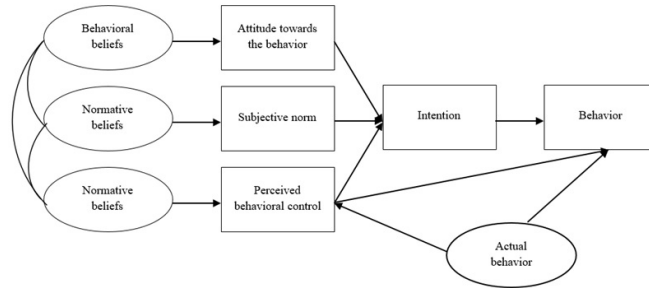 Behavioral
beliefs
Attitude towards
the behavior
Normative
beliefs
Subjective norm
Intention
Behavior
Normative
beliefs
Perceived
behavioral control
Actual
behavior